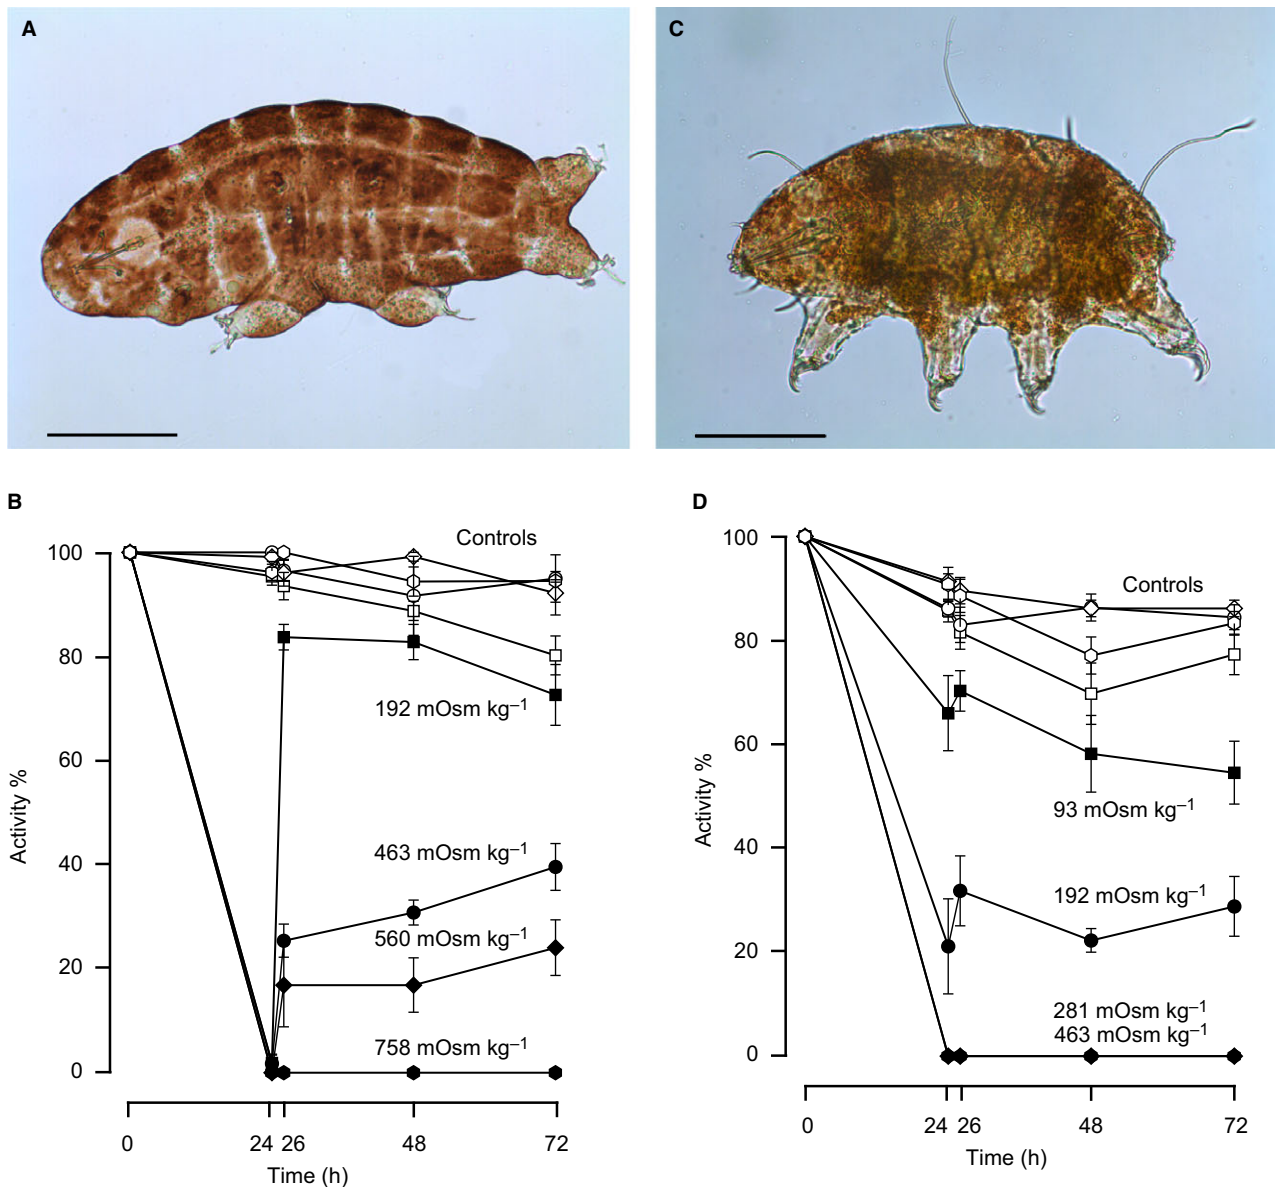 A
C
B
100
80
60
40
20
0
Activity %
Controls
192 mOsm kg–1
463 mOsm kg–1
560 mOsm kg–1
758 mOsm kg–1
0
24
26
48
72
Time (h)
D
100
80
60
40
20
0
Activity %
Controls
93 mOsm kg–1
192 mOsm kg–1
281 mOsm kg–1
463 mOsm kg–1
0
24
26
48
72
Time (h)